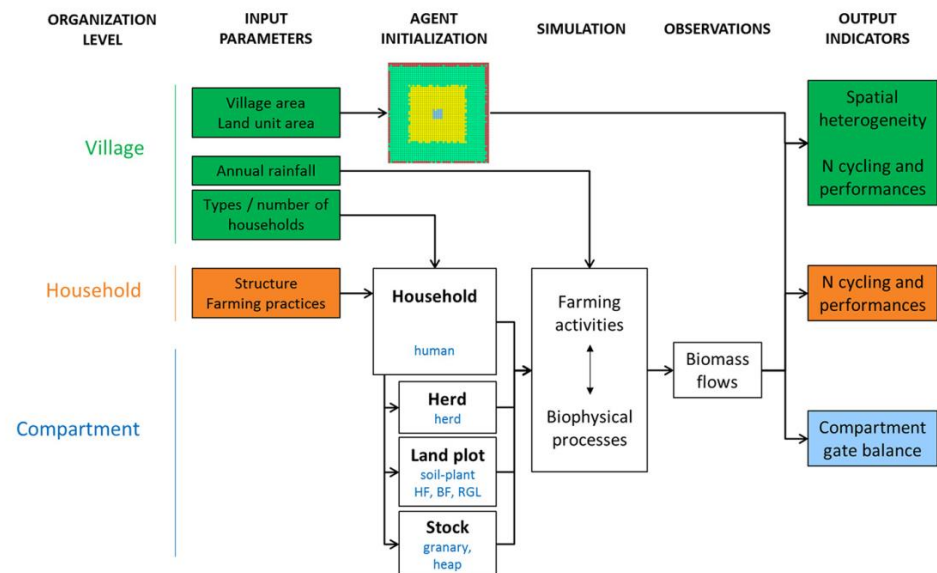 ORGANIZATION
LEVEL
INPUT
PARAMETERS
AGENT
INITIALIZATION
SIMULATION
OBSERVATIONS
OUTPUT
INDICATORS
Village
Village area
Land unit area
Annual rainfall
Types / number of
households
Spatial
heterogeneity
N cycling and
performances
Household
Structure
Farming practices
Household
human
Farming
activities
Biophysical
processes
Biomass
flows
N cycling and
performances
Compartment
Herd
herd
Land plot
soil-plant
HF, BF, RGL
Stock
granary,
heap
Compartment
gate balance